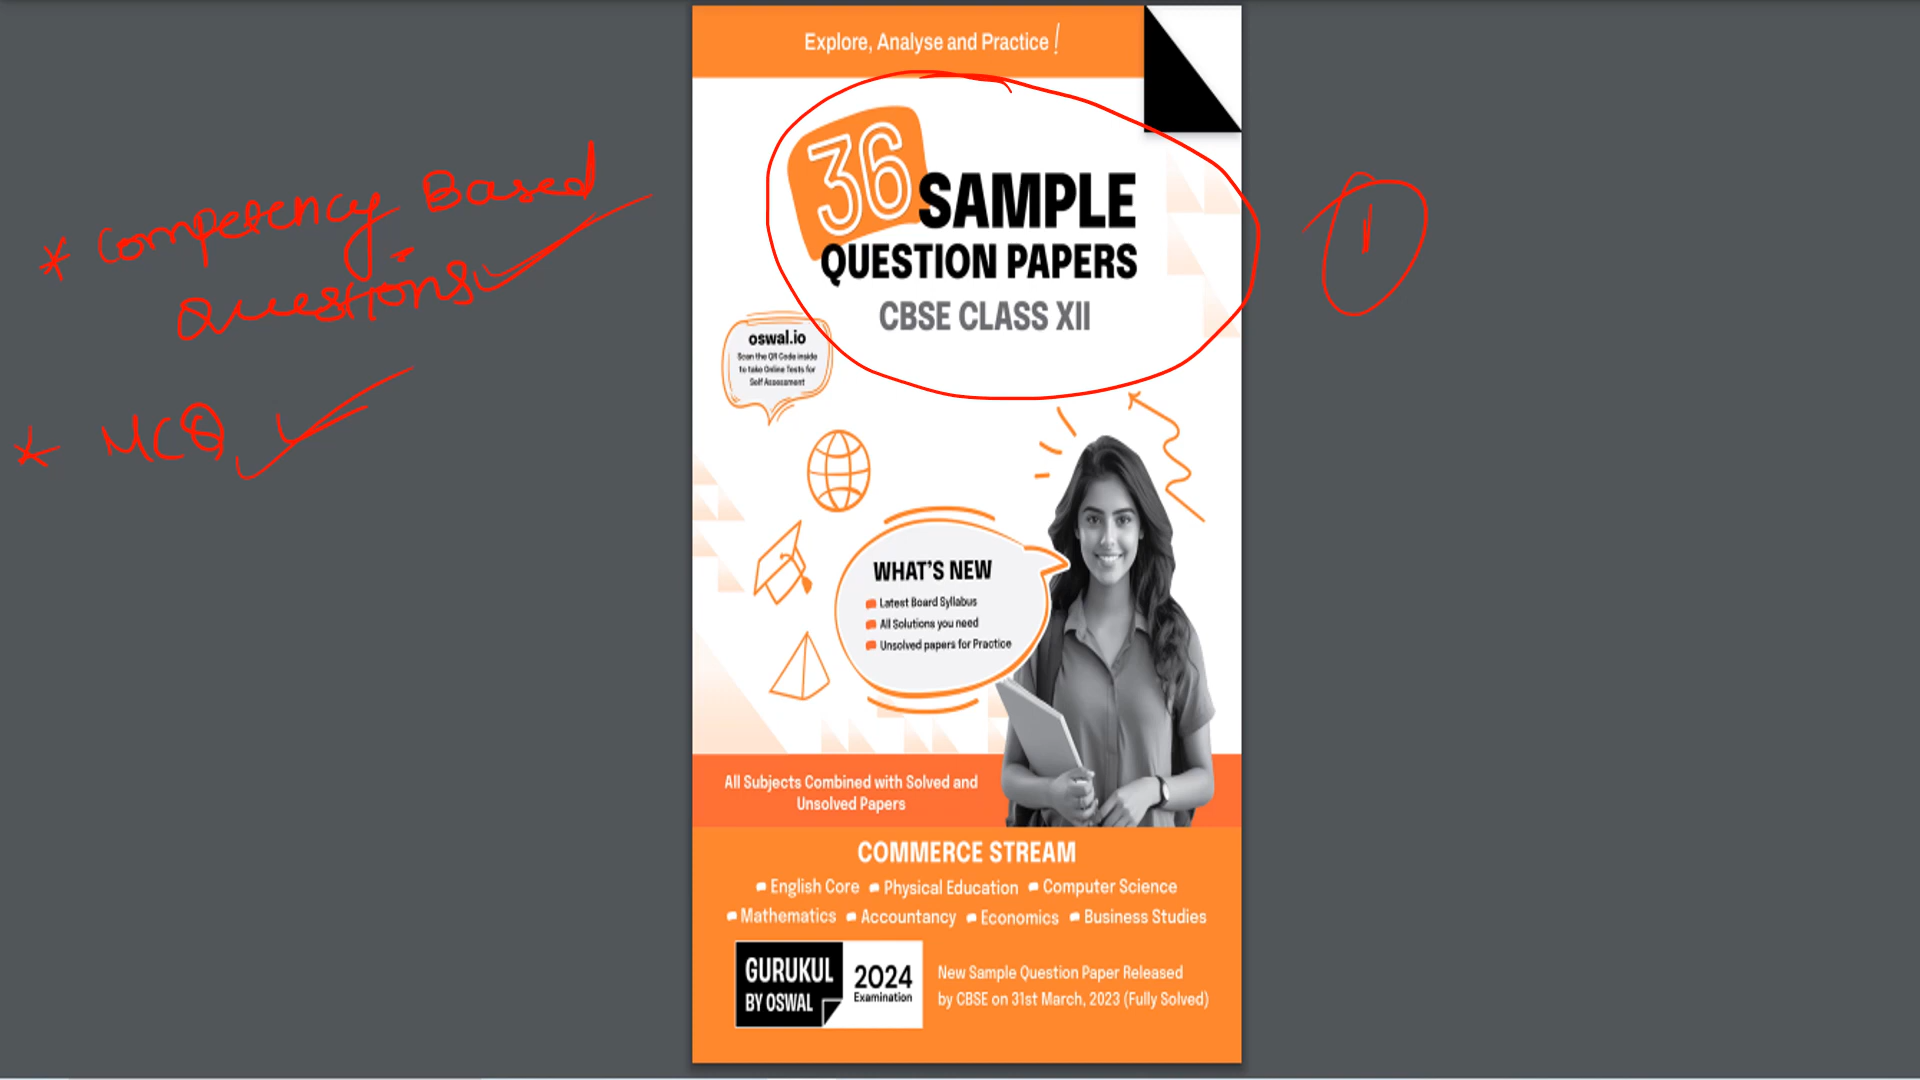 Explore, Analyse and Practice!
36
SAMPLE
QUESTION PAPERS
CBSE CLASS XII
* Competency Based
Questions
* MCQ
1
oswal.io
Scan the QR Code inside
to take Online Tests for
Self Assessment
WHAT'S NEW
Latest Board Syllabus
All Solutions you need
Unsolved papers for Practice
All Subjects Combined with Solved and
Unsolved Papers
COMMERCE STREAM
English Core Physical Education Computer Science
Mathematics Accountancy Economics Business Studies
GURUKUL
BY OSWAL
2024
Examination
New Sample Question Paper Released
by CBSE on 31st March, 2023 (Fully Solved)